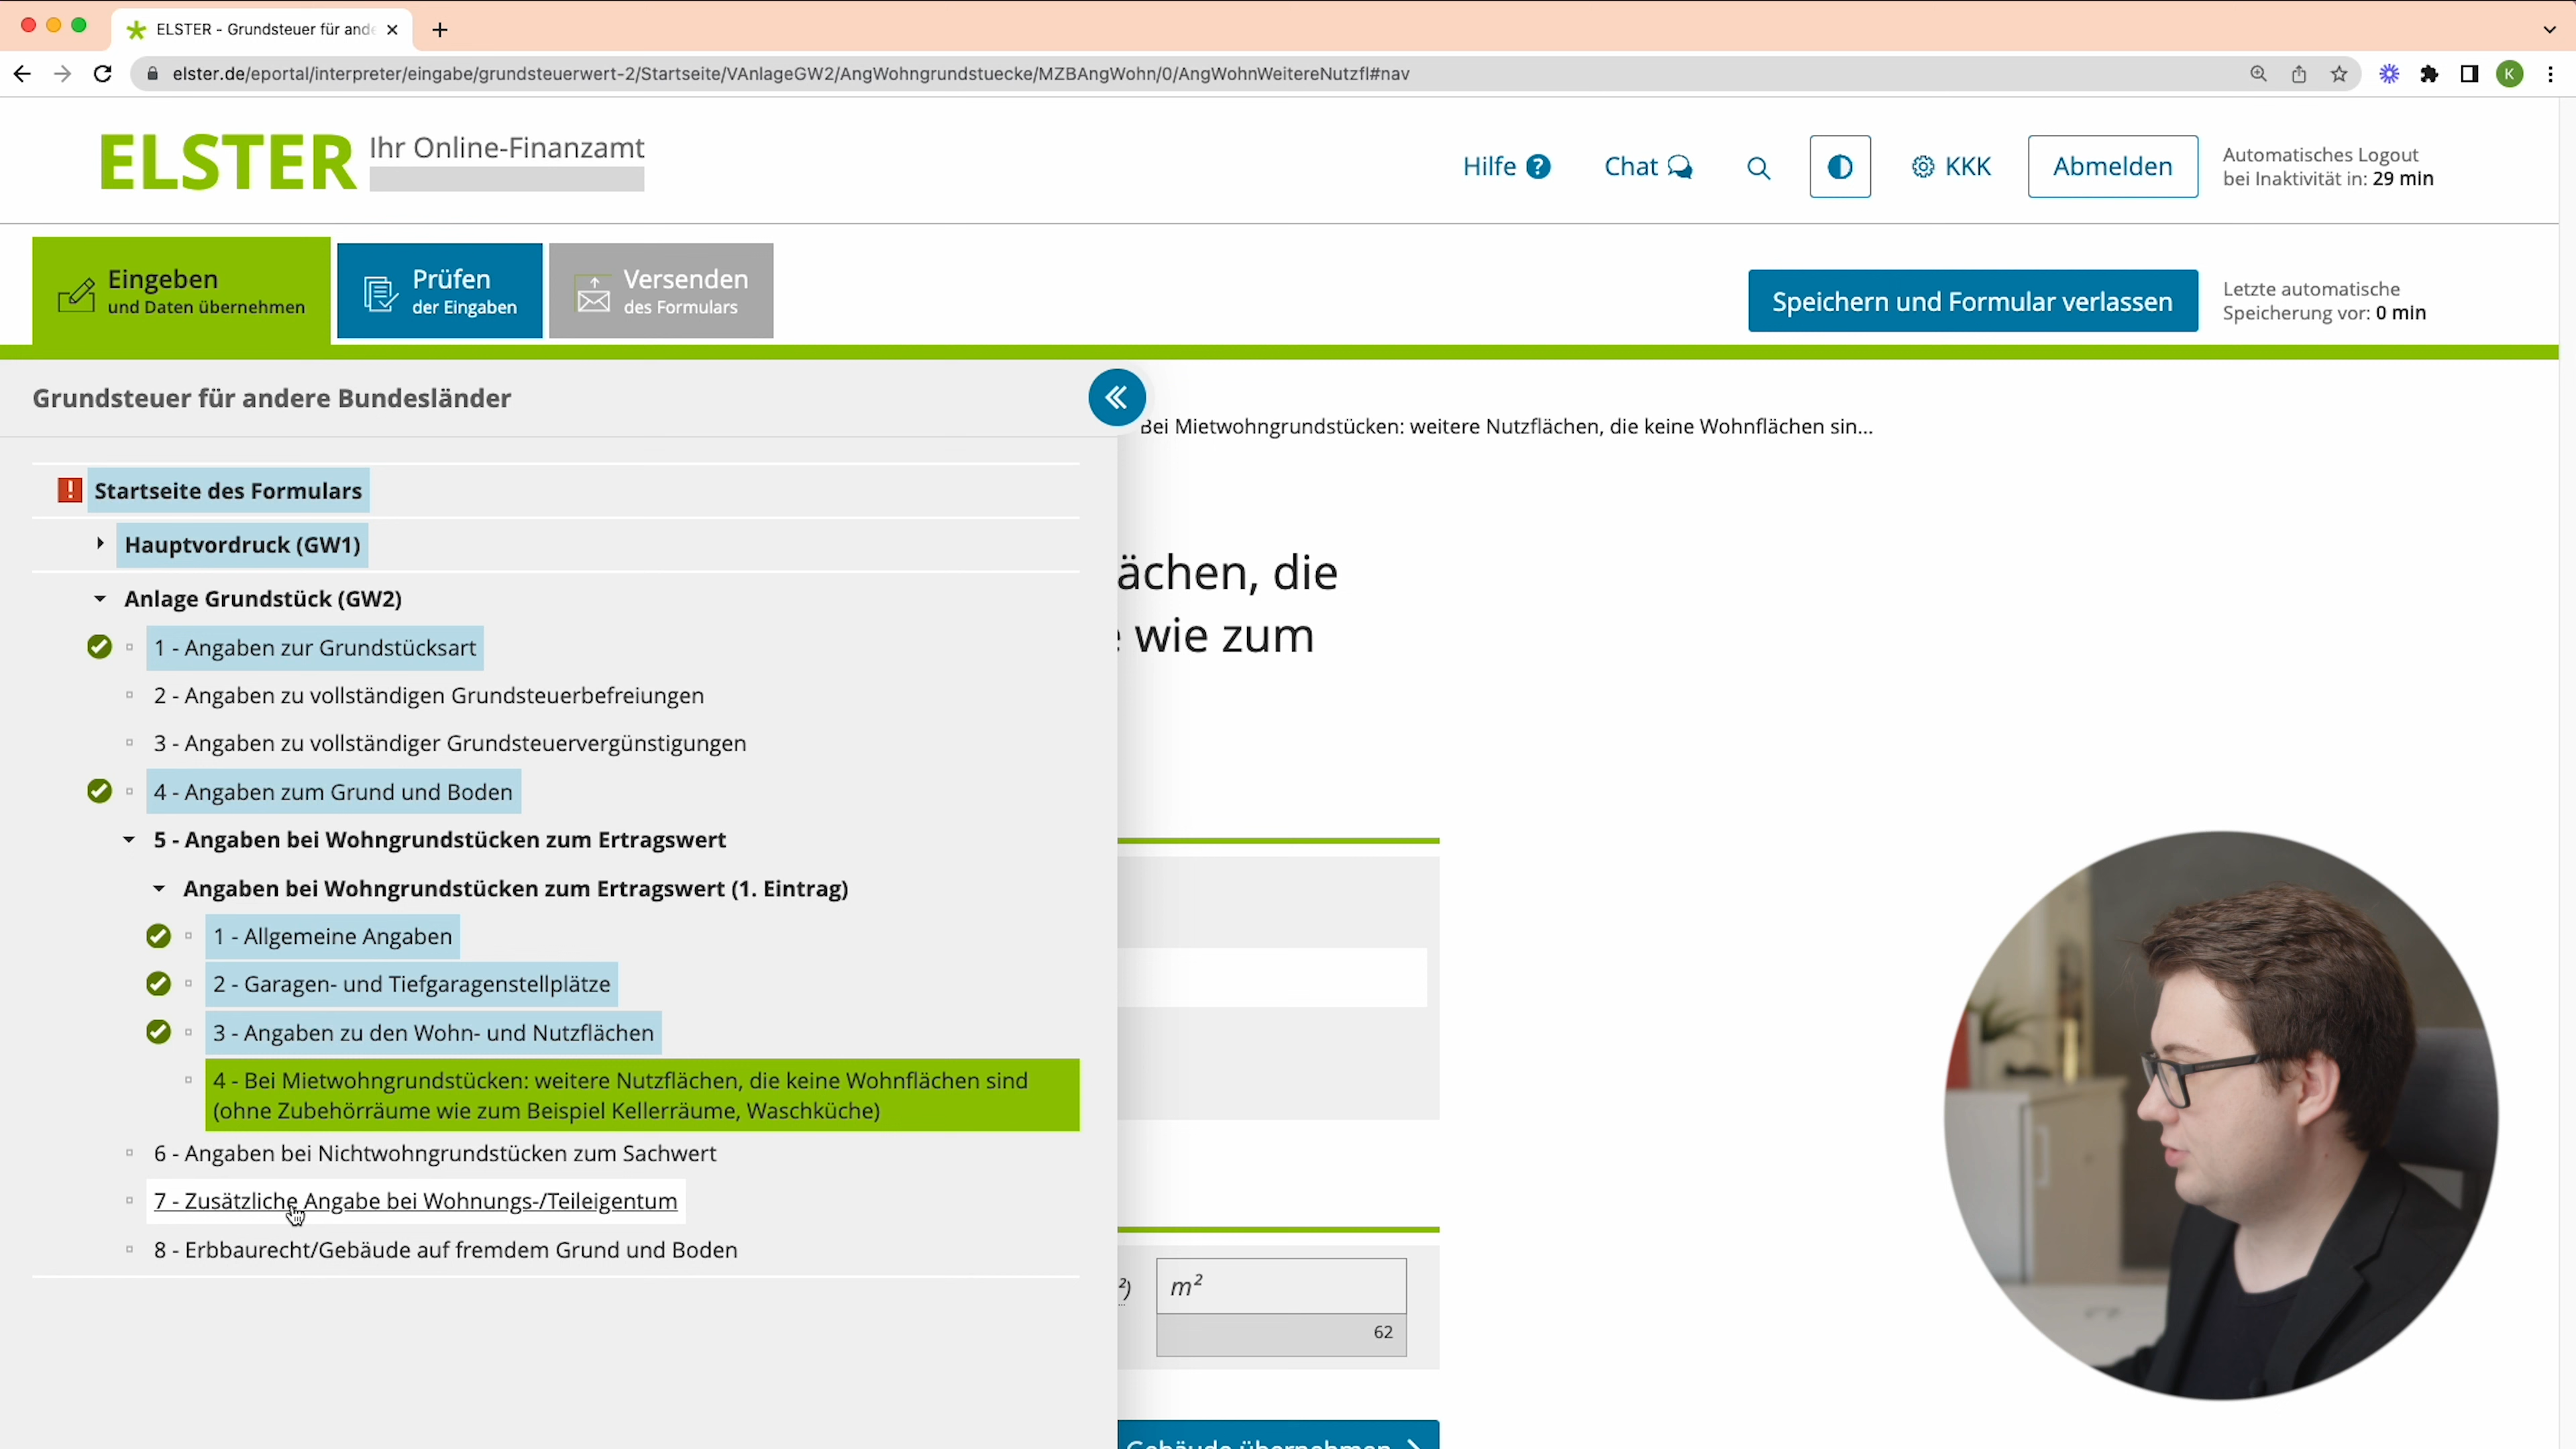 ELSTER - Grundsteuer für ande
elster.de/eportal/interpreter/eingabe/grundsteuerwert-2/Startseite/VAnlageGW2/AngWohngrundstuecke/MZBAngWohn/0/AngWohnWeitereNutzfl#nav
K
ELSTER
Ihr Online-Finanzamt
Hilfe ?
Chat
KKK
Abmelden
Automatisches Logout
bei Inaktivität in: 29 min
Eingeben
und Daten übernehmen
Prüfen
der Eingaben
Versenden
des Formulars
Speichern und Formular verlassen
Letzte automatische
Speicherung vor: 0 min
Grundsteuer für andere Bundesländer
Bei Mietwohngrundstücken: weitere Nutzflächen, die keine Wohnflächen sin...
! Startseite des Formulars
Hauptvordruck (GW1)
Anlage Grundstück (GW2)
1 - Angaben zur Grundstücksart
2 - Angaben zu vollständigen Grundsteuerbefreiungen
3 - Angaben zu vollständiger Grundsteuervergünstigungen
4 - Angaben zum Grund und Boden
5 - Angaben bei Wohngrundstücken zum Ertragswert
Angaben bei Wohngrundstücken zum Ertragswert (1. Eintrag)
1 - Allgemeine Angaben
2 - Garagen- und Tiefgaragenstellplätze
3 - Angaben zu den Wohn- und Nutzflächen
4 - Bei Mietwohngrundstücken: weitere Nutzflächen, die keine Wohnflächen sind
(ohne Zubehörräume wie zum Beispiel Kellerräume, Waschküche)
6 - Angaben bei Nichtwohngrundstücken zum Sachwert
7 - Zusätzliche Angabe bei Wohnungs-/Teileigentum
8 - Erbbaurecht/Gebäude auf fremdem Grund und Boden
ächen, die
wie zum
²)
m²
62
Gebäude übernehmen